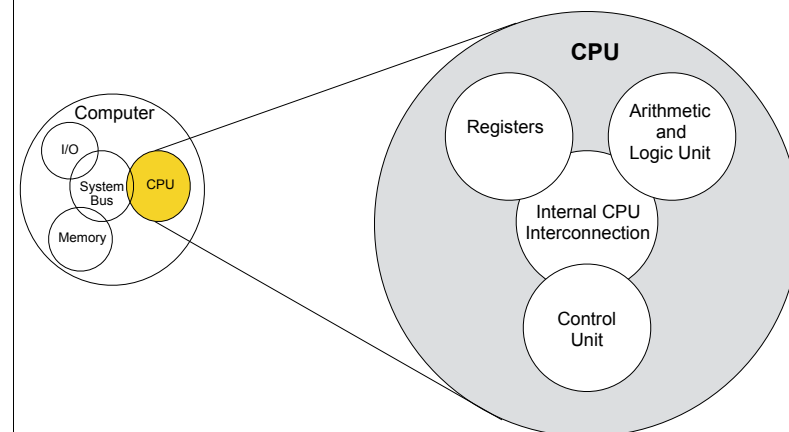 Computer
I/O
System
Bus
CPU
Memory
CPU
Registers
Arithmetic
and
Logic Unit
Internal CPU
Interconnection
Control
Unit